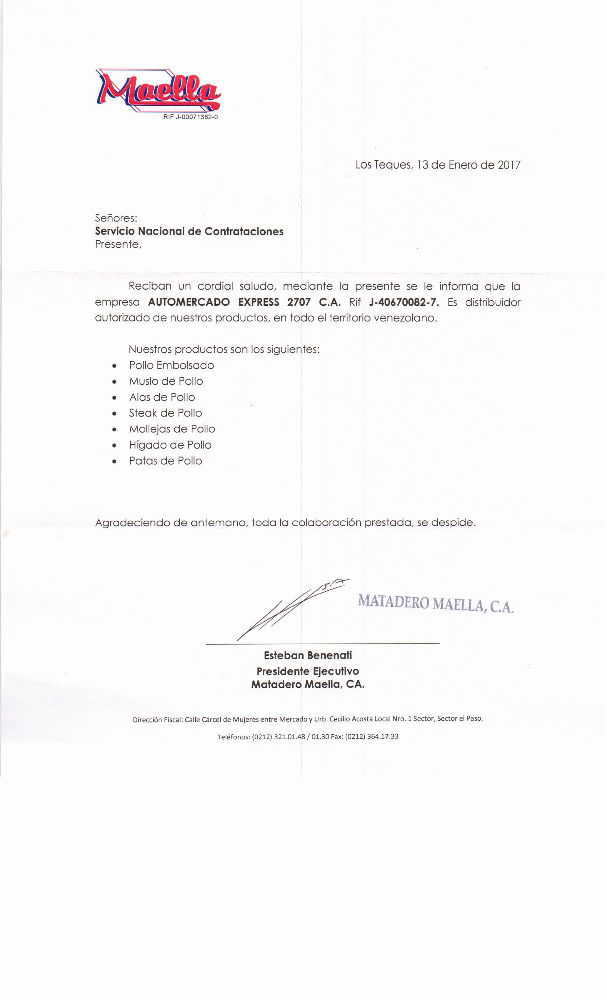 Maella
RIF J-00071382-0
Los Teques, 13 de Enero de 2017
Señores:
Servicio Nacional de Contrataciones
Presente,
Reciban un cordial saludo, mediante la presente se le informa que la
empresa AUTOMERCADO EXPRESS 2707 C.A. Rif J-40670082-7. Es distribuidor
autorizado de nuestros productos, en todo el territorio venezolano.
Nuestros productos son los siguientes:
• Pollo Embolsado
• Muslo de Pollo
• Alas de Pollo
• Steak de Pollo
• Mollejas de Pollo
• Hígado de Pollo
• Patas de Pollo
Agradeciendo de antemano, toda la colaboración prestada, se despide.
MATADERO MAELLA, C.A.
Esteban Benenati
Presidente Ejecutivo
Matadero Maella, CA.
Dirección Fiscal: Calle Cárcel de Mujeres entre Mercado y Urb. Cecilio Acosta Local Nro. 1 Sector, Sector el Paso.
Teléfonos: (0212) 321.01.48 / 01.30 Fax: (0212) 364.17.33